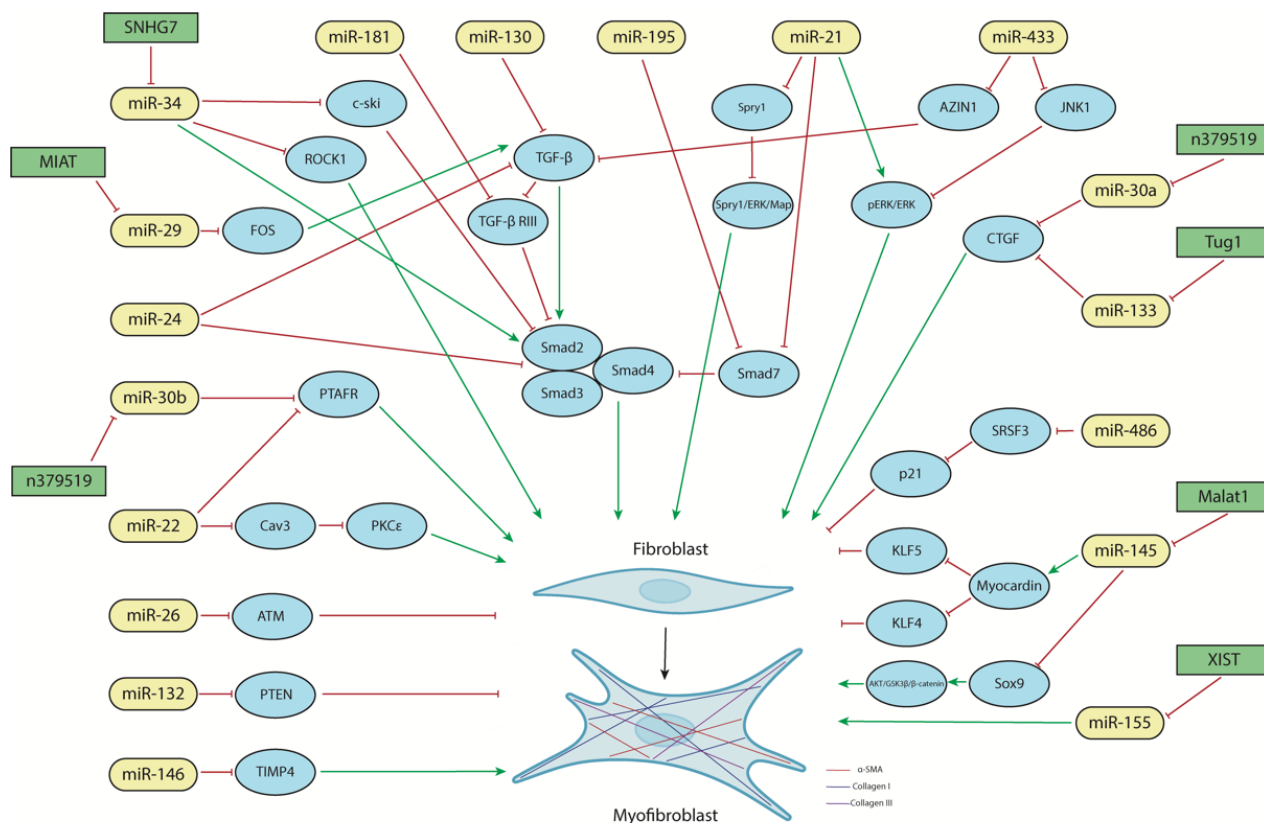 SNHG7
miR-181
miR-130
miR-195
miR-21
miR-433
miR-34
c-ski
Spry1
AZIN1
JNK1
MIAT
ROCK1
TGF-β
n379519
miR-30a
Spry1/ERK/Map
pERK/ERK
miR-29
FOS
TGF-β RIII
CTGF
Tug1
miR-24
miR-133
Smad2
Smad4
Smad7
Smad3
miR-30b
PTAFR
SRSF3
miR-486
n379519
p21
Malat1
miR-22
Cav3
PKCε
Fibroblast
KLF5
miR-145
Myocardin
miR-26
ATM
KLF4
XIST
miR-132
PTEN
AKT/GSK3β/β-catenin
Sox9
miR-155
miR-146
TIMP4
α-SMA
Collagen I
Collagen III
Myofibroblast